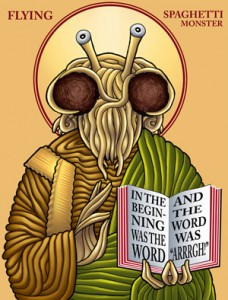 FLYING
SPAGHETTI
MONSTER
IN THE
BEGIN-
NING
WAS THE
WORD
AND
THE
WORD
WAS
"ARRRGH!"